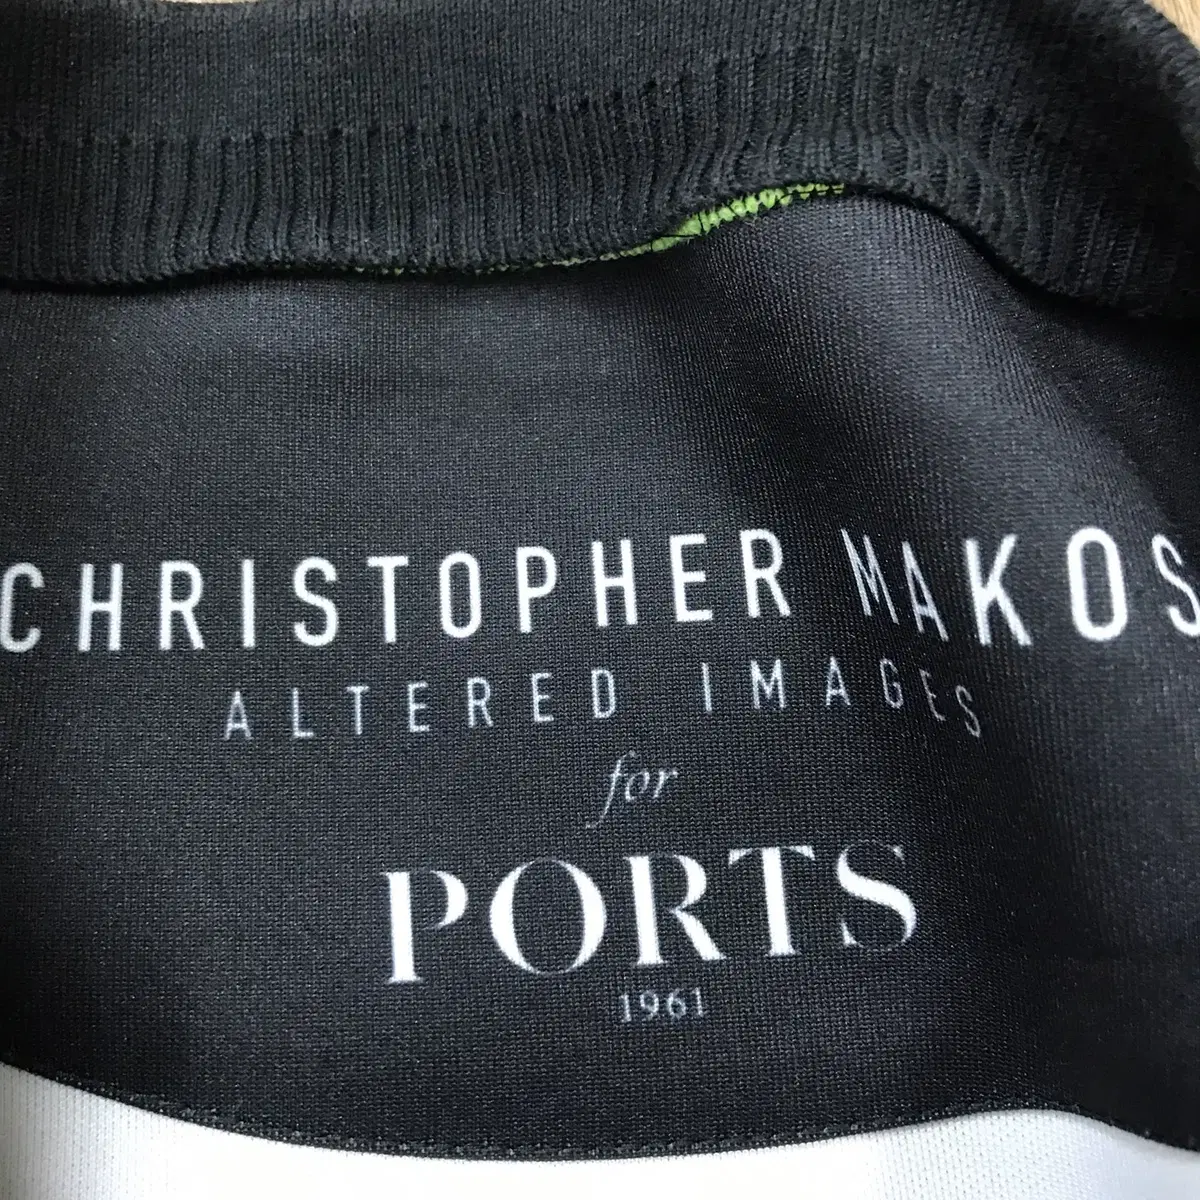 CHRISTOPHER MAKOS
ALTERED IMAGES
for
PORTS
1961